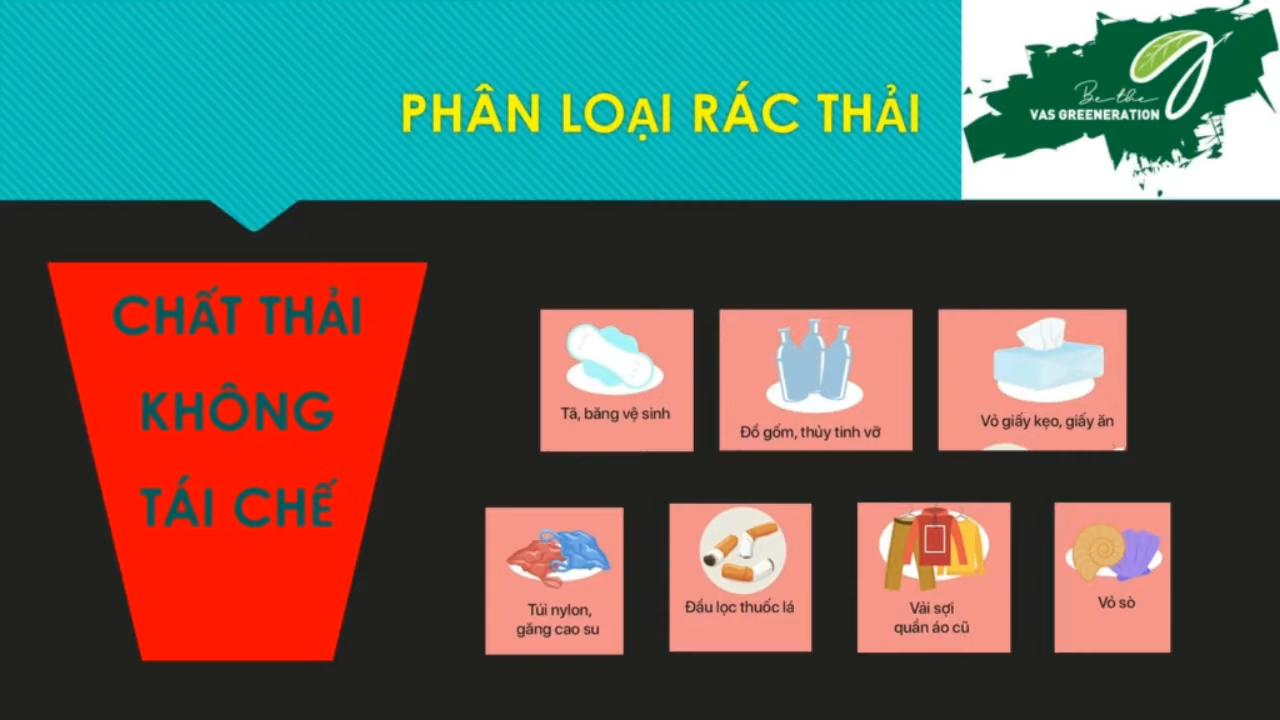 PHÂN LOẠI RÁC THẢI
Be the
VAS GREENERATION
CHẤT THẢI
KHÔNG
TÁI CHẾ
Tã, băng vệ sinh
Đồ gốm, thủy tinh vỡ
Vỏ giấy kẹo, giấy ăn
Túi nylon,
găng cao su
Đầu lọc thuốc lá
Vải sợi
quần áo cũ
Vỏ sò